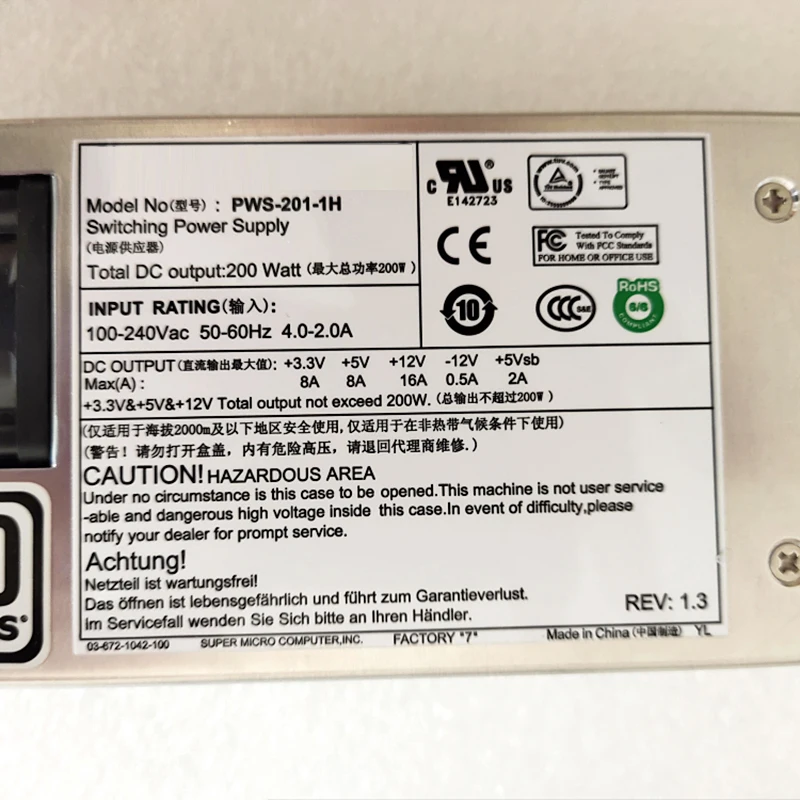 Model No(型号) : PWS-201-1H
Switching Power Supply
(电源供应器)
Total DC output:200 Watt (最大总功率200W )
INPUT RATING(输入):
100-240Vac 50-60Hz 4.0-2.0A
c RU ® US
E142723
CE
FC Tested To Comply
With FCC Standards
FOR HOME OR OFFICE USE
10
CCC S&E
RoHS
6/6
COMPLIANT
DC OUTPUT(直流输出最大值): +3.3V +5V +12V -12V +5Vsb
Max(A) : 8A 8A 16A 0.5A 2A
+3.3V&+5V&+12V Total output not exceed 200W. (总输出不超过200W )
(仅适用于海拔2000m及以下地区安全使用,仅适用于在非热带气候条件下使用)
(警告！请勿打开盒盖，内有危险高压，请退回代理商维修.)
CAUTION! HAZARDOUS AREA
Under no circumstance is this case to be opened.This machine is not user service
-able and dangerous high voltage inside this case.In event of difficulty,please
notify your dealer for prompt service.
Achtung!
Netzteil ist wartungsfrei!
Das öffnen ist lebensgefährlich und führt zum Garantieverlust.
im Servicefall wenden Sie Sich bitte an Ihren Händler.
REV: 1.3
03-672-1042-100 SUPER MICRO COMPUTER,INC. FACTORY "7" Made in China (中国制造) YL
S®